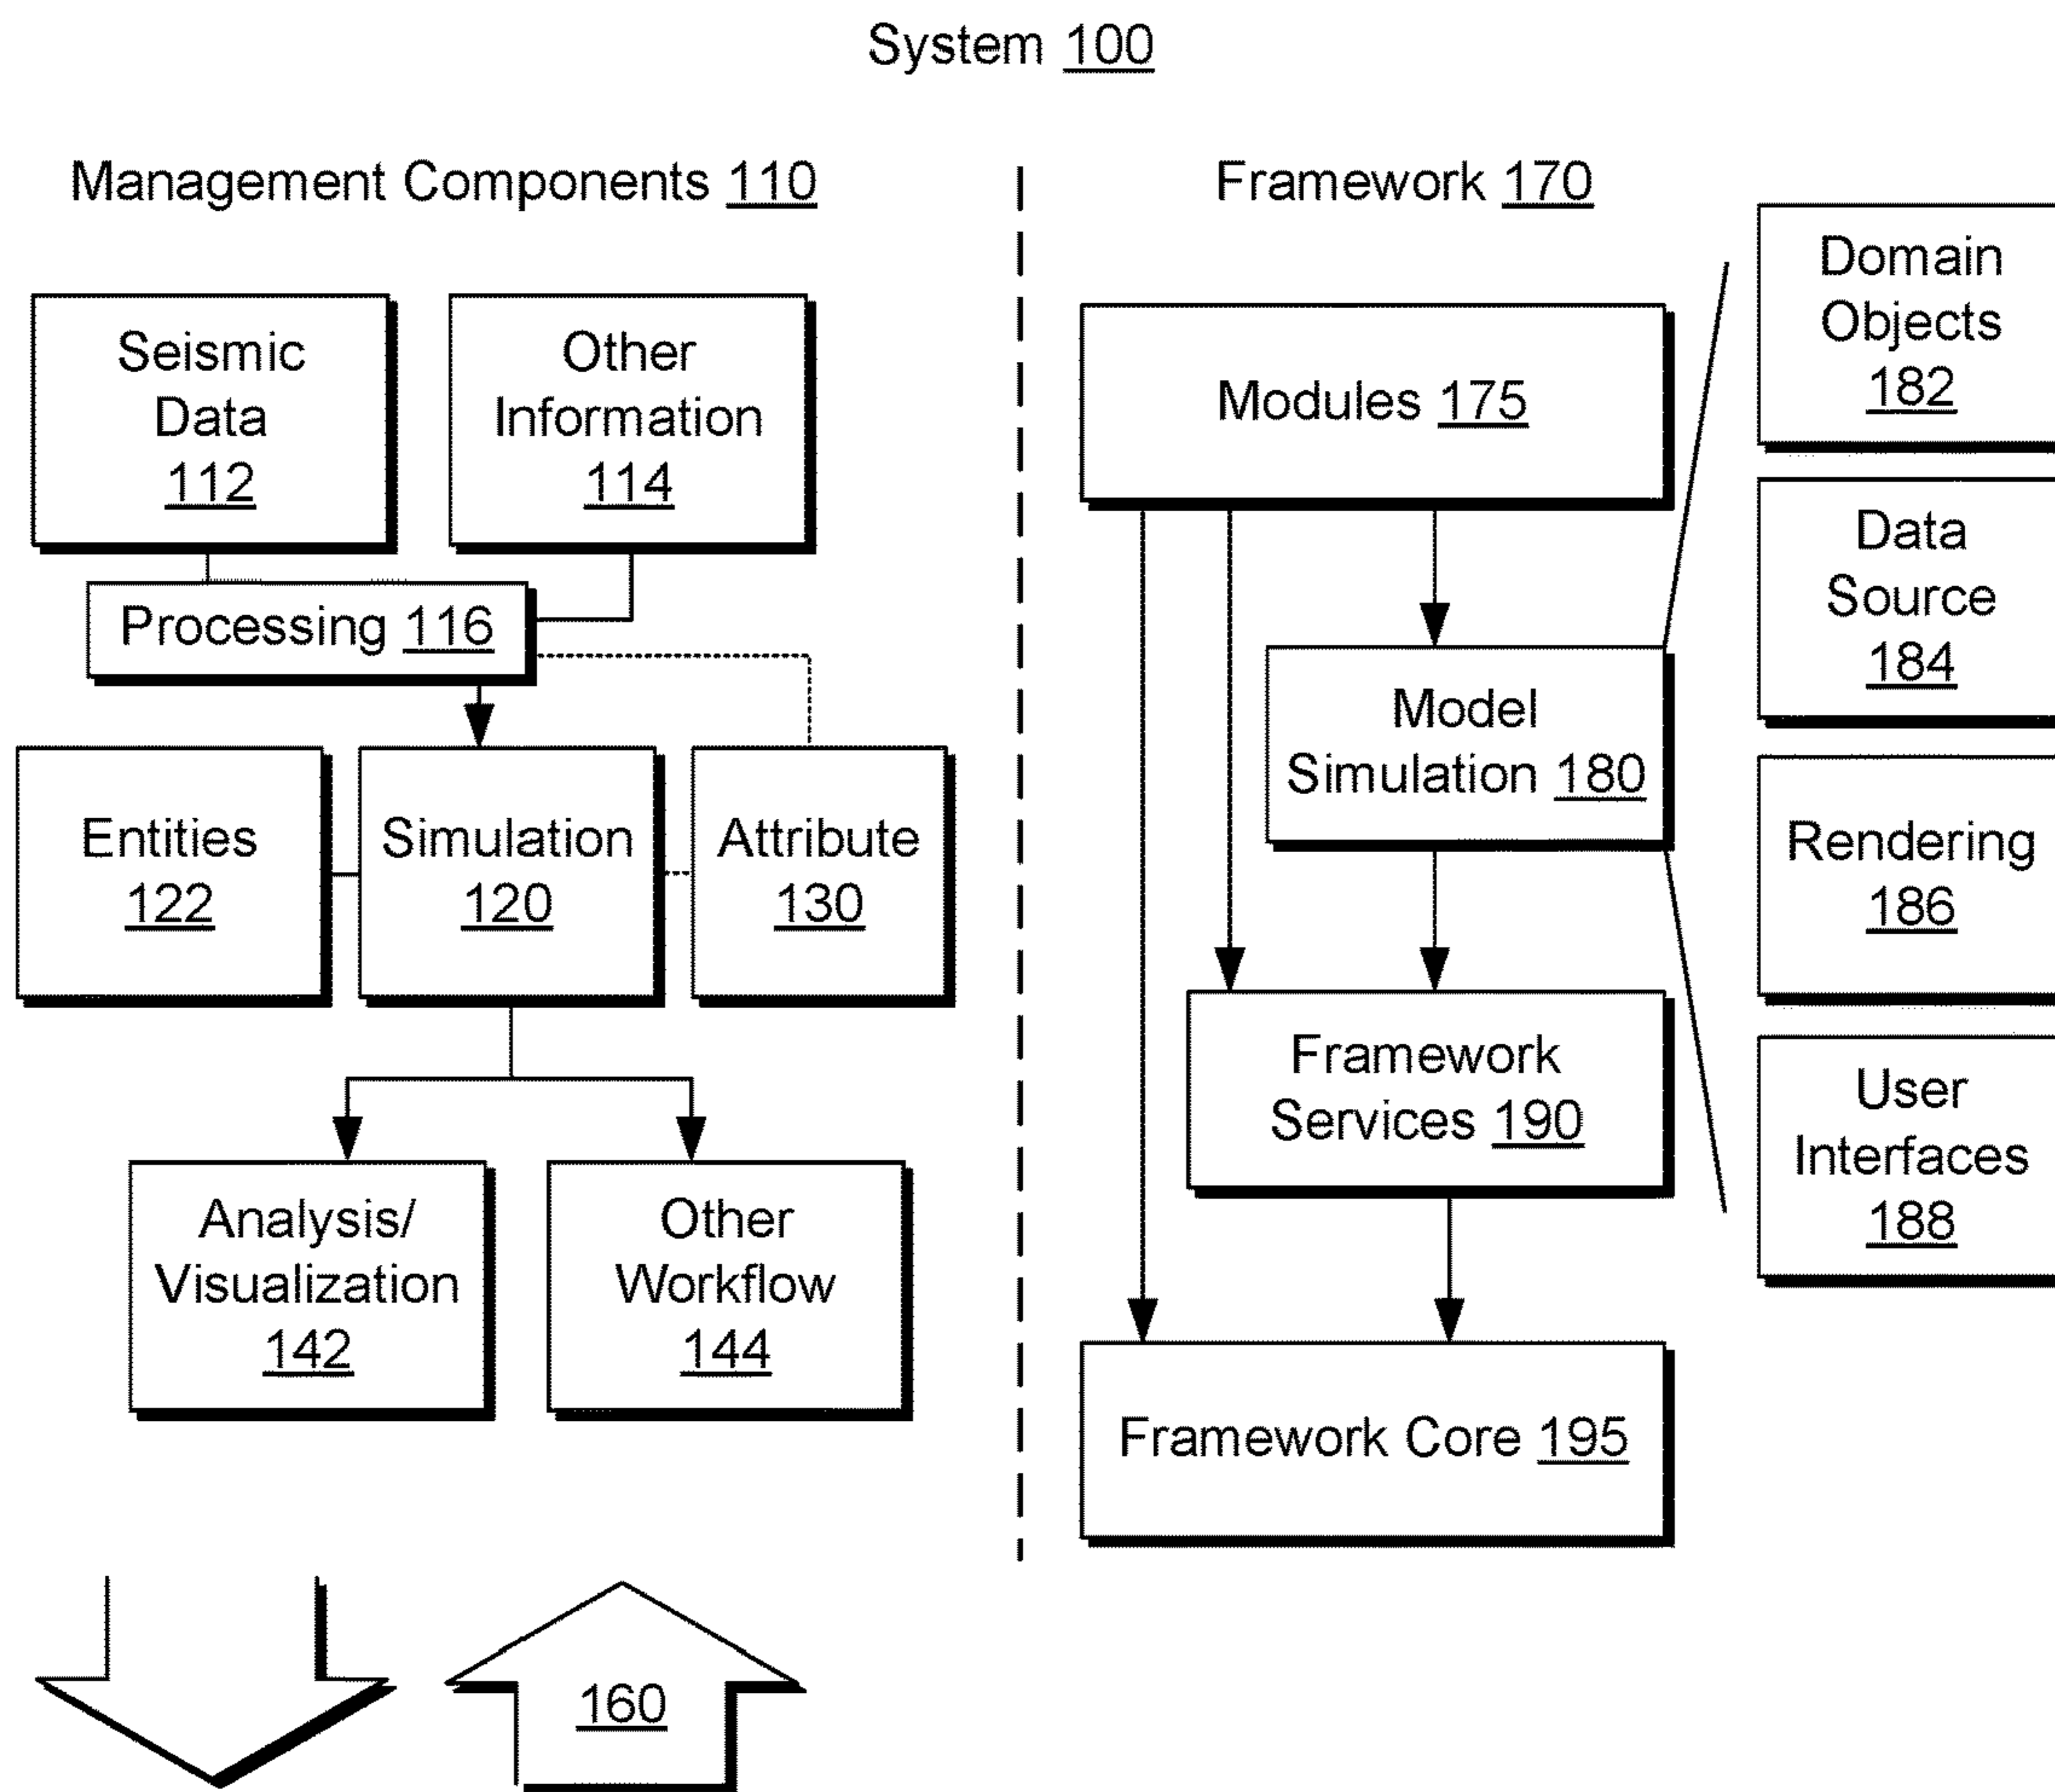 System 100
Management Components 110
Seismic
Data
112
Other
Information
114
Processing 116
Entities
122
Simulation
120
Attribute
130
Analysis/
Visualization
142
Other
Workflow
144
160
Framework 170
Modules 175
Model
Simulation 180
Framework
Services 190
Framework Core 195
Domain
Objects
182
Data
Source
184
Rendering
186
User
Interfaces
188